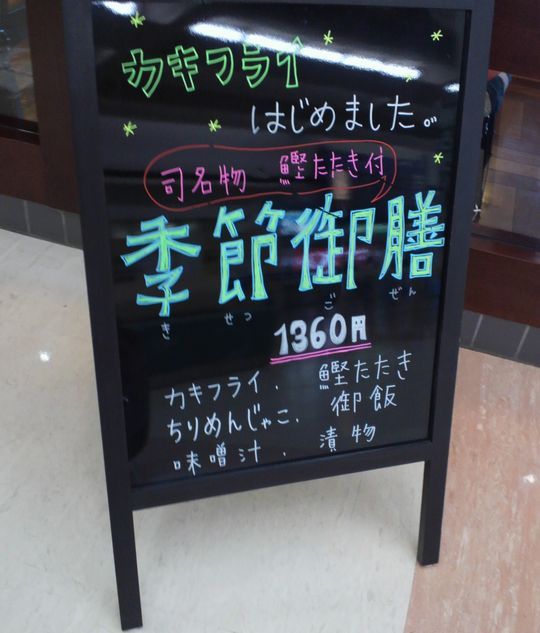 カキフライ
はじめました。
司名物 鰹たたき付
季節御膳
きせつごぜん
1360円
カキフライ、鰹たたき
ちりめんじゃこ、御飯
味噌汁、漬物